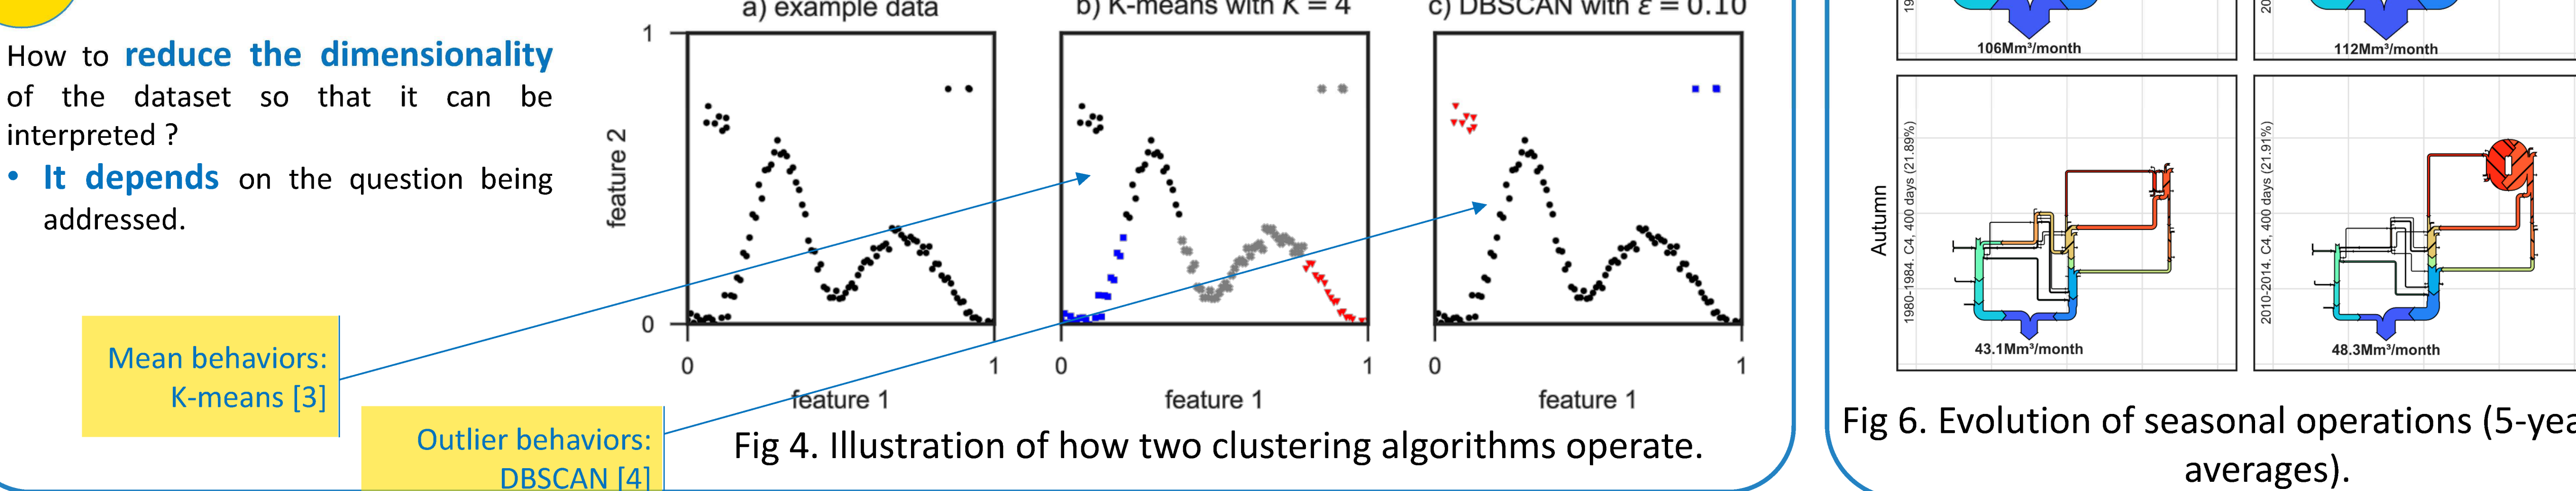 How to reduce the dimensionality
of the dataset so that it can be
interpreted ?
• It depends on the question being
addressed.
Mean behaviors:
K-means [3]
Outlier behaviors:
DBSCAN [4]
a) example data
b) K-means with K = 4
c) DBSCAN with ε = 0.10
feature 2
1
0
0
1
0
1
0
1
feature 1
feature 1
feature 1
Fig 4. Illustration of how two clustering algorithms operate.
106Mm³/month
112Mm³/month
Autumn
1980-1984. C4, 400 days (21.89%)
43.1Mm³/month
2010-2014. C4, 400 days (21.91%)
48.3Mm³/month
Fig 6. Evolution of seasonal operations (5-yea
averages).